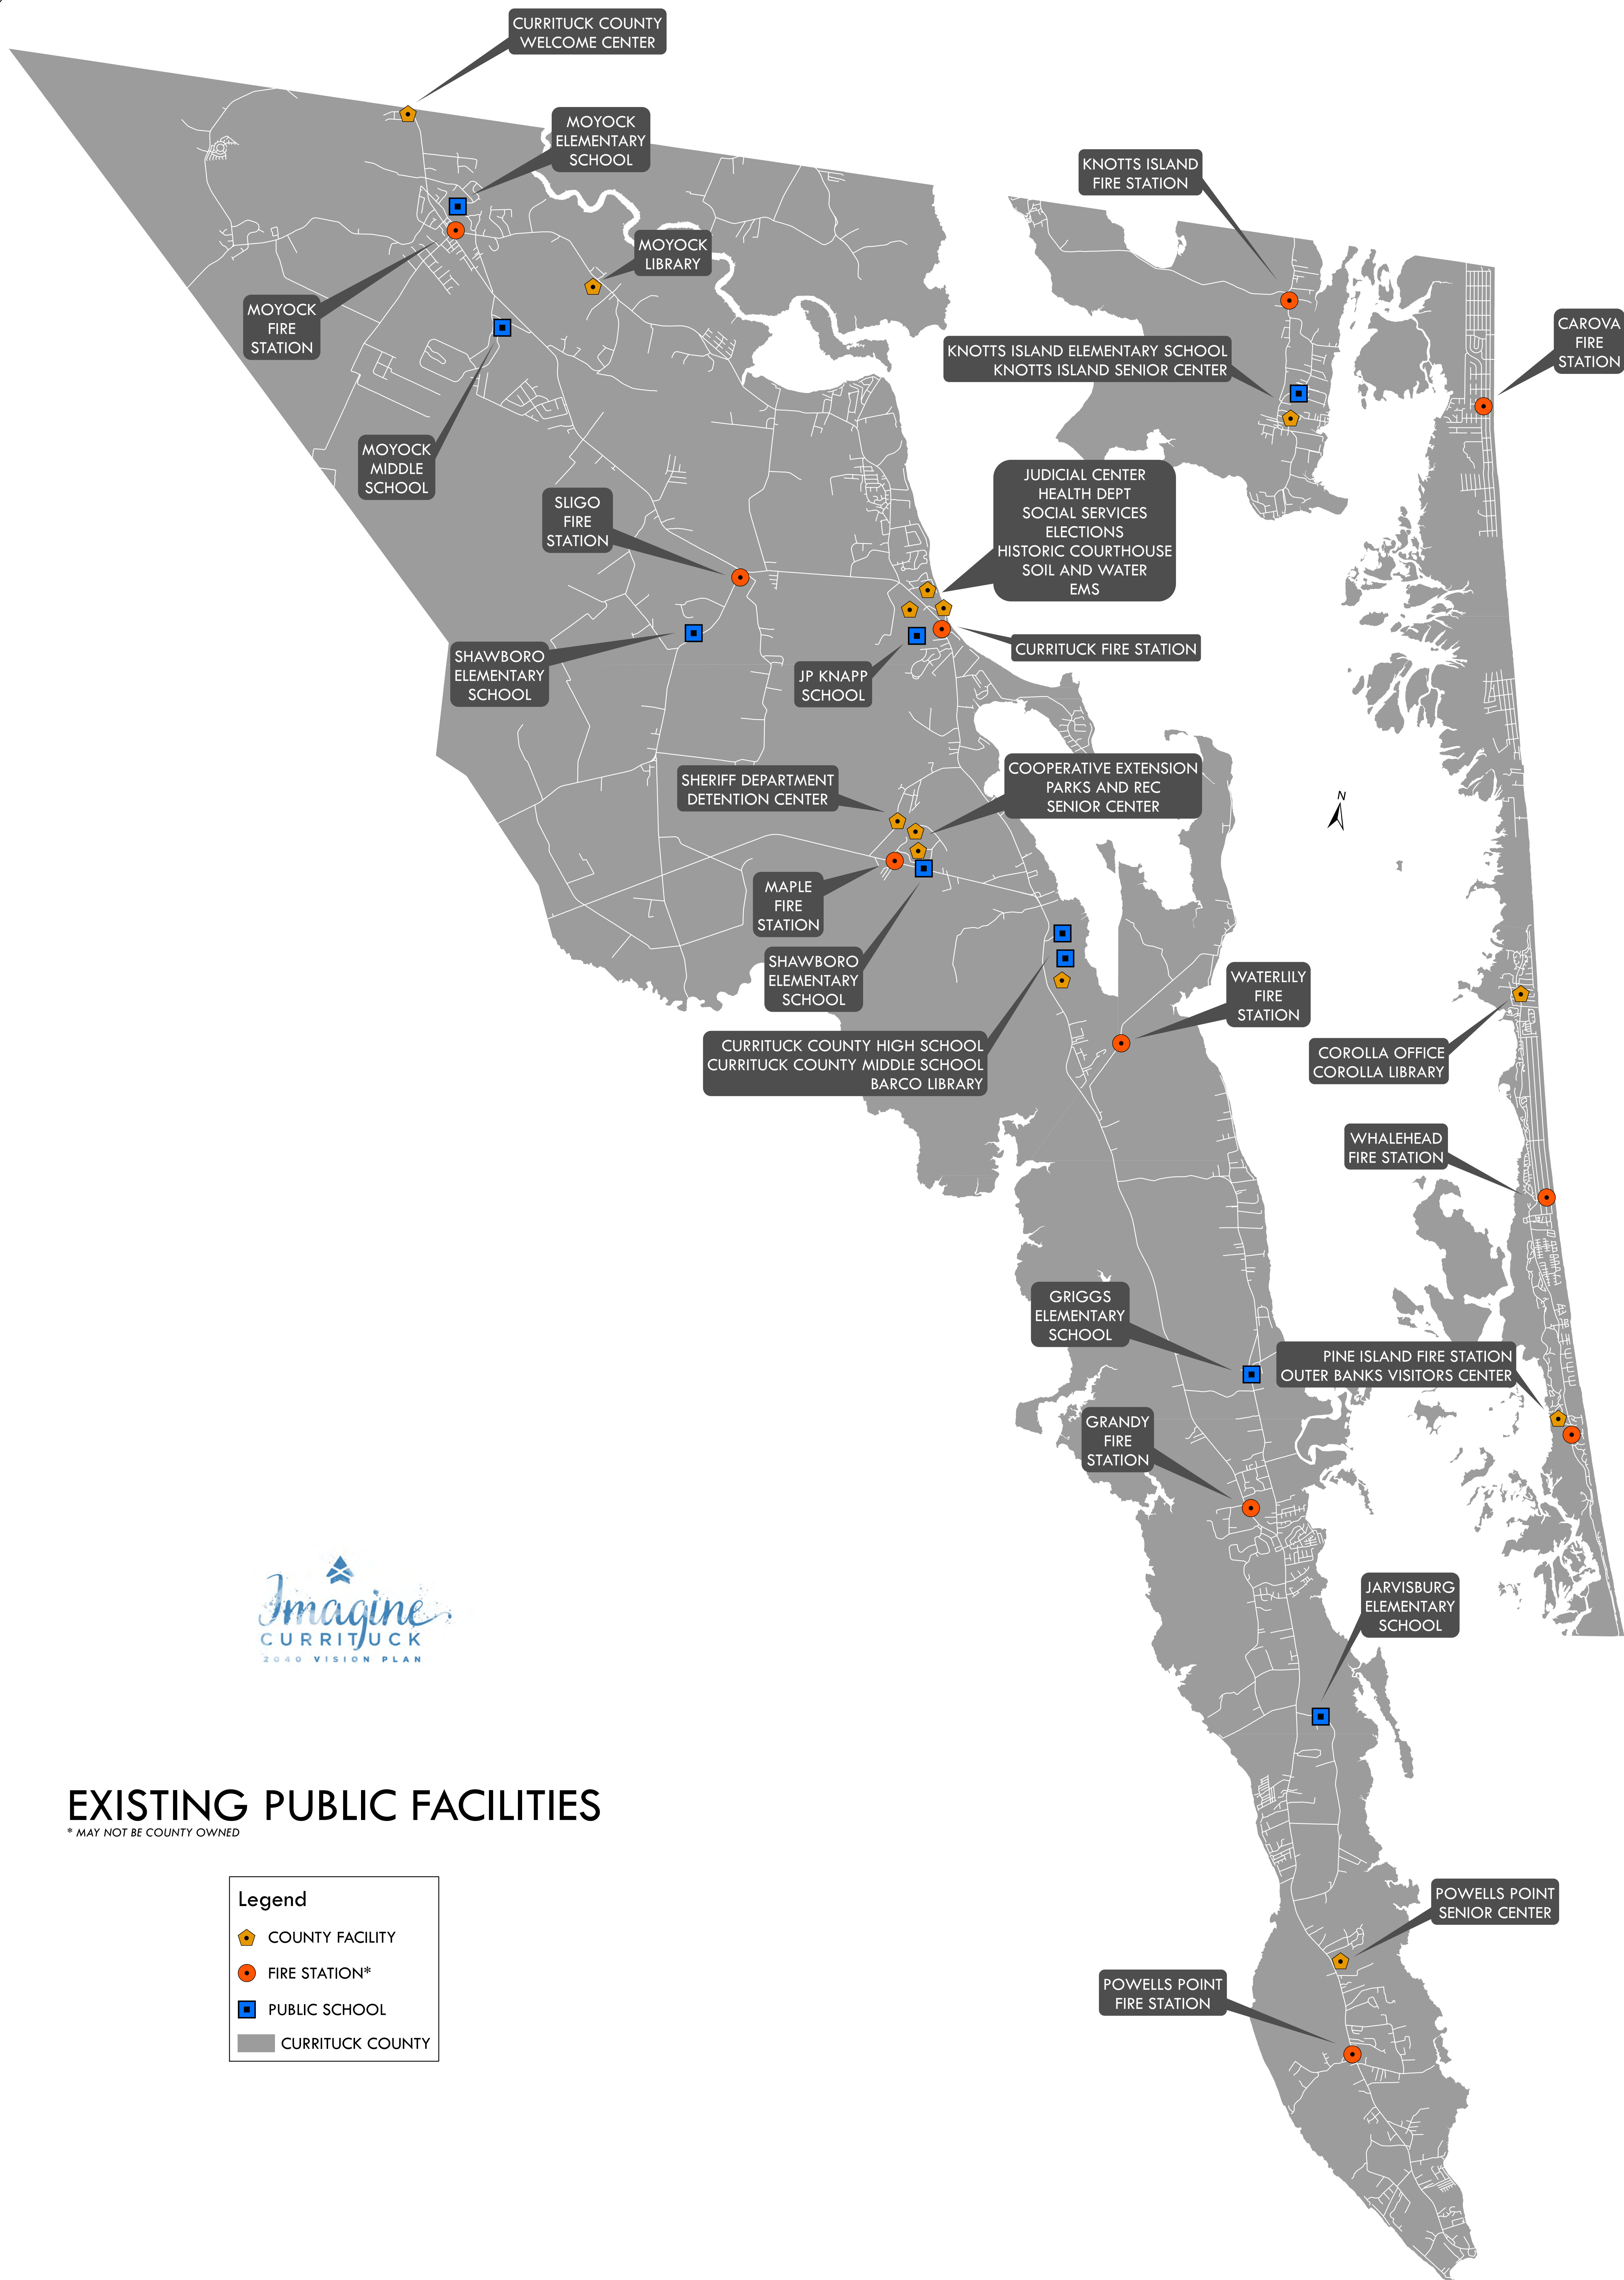 CURRITUCK COUNTY
WELCOME CENTER
MOYOCK
ELEMENTARY
SCHOOL
KNOTTS ISLAND
FIRE STATION
MOYOCK
LIBRARY
MOYOCK
FIRE
STATION
CAROVA
FIRE
STATION
KNOTTS ISLAND ELEMENTARY SCHOOL
KNOTTS ISLAND SENIOR CENTER
MOYOCK
MIDDLE
SCHOOL
JUDICIAL CENTER
HEALTH DEPT
SOCIAL SERVICES
ELECTIONS
HISTORIC COURTHOUSE
SOIL AND WATER
EMS
SLIGO
FIRE
STATION
CURRITUCK FIRE STATION
SHAWBORO
ELEMENTARY
SCHOOL
JP KNAPP
SCHOOL
COOPERATIVE EXTENSION
PARKS AND REC
SENIOR CENTER
SHERIFF DEPARTMENT
DETENTION CENTER
N
MAPLE
FIRE
STATION
SHAWBORO
ELEMENTARY
SCHOOL
WATERLILY
FIRE
STATION
CURRITUCK COUNTY HIGH SCHOOL
CURRITUCK COUNTY MIDDLE SCHOOL
BARCO LIBRARY
COROLLA OFFICE
COROLLA LIBRARY
WHALEHEAD
FIRE STATION
GRIGGS
ELEMENTARY
SCHOOL
PINE ISLAND FIRE STATION
OUTER BANKS VISITORS CENTER
GRANDY
FIRE
STATION
JARVISBURG
ELEMENTARY
SCHOOL
Imagine
CURRITUCK
2040 VISION PLAN
EXISTING PUBLIC FACILITIES
* MAY NOT BE COUNTY OWNED
Legend
COUNTY FACILITY
FIRE STATION*
PUBLIC SCHOOL
CURRITUCK COUNTY
POWELLS POINT
SENIOR CENTER
POWELLS POINT
FIRE STATION